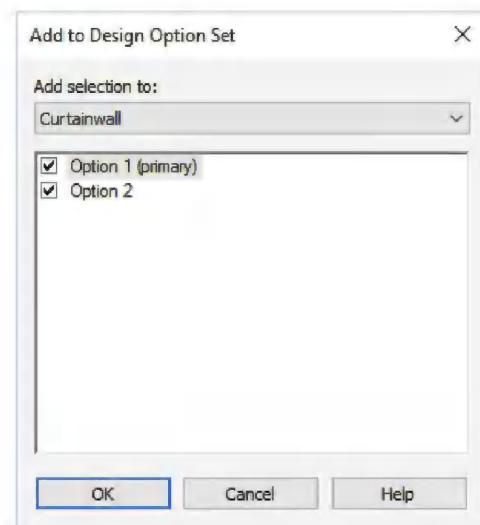 Add to Design Option Set
Add selection to:
Curtainwall
Option 1 (primary)
Option 2
OK Cancel Help